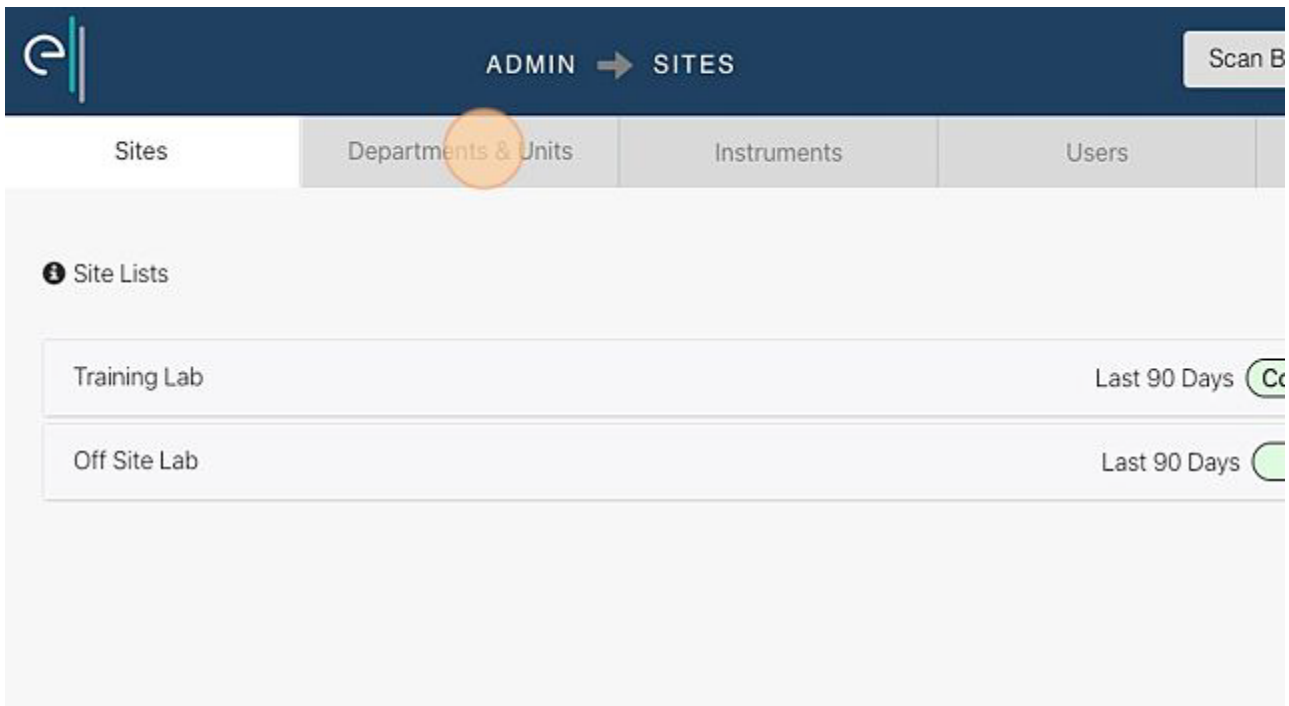 ADMIN SITES
Scan B
Sites Departments & Units Instruments Users
Site Lists
Training Lab Last 90 Days Co
Off Site Lab Last 90 Days